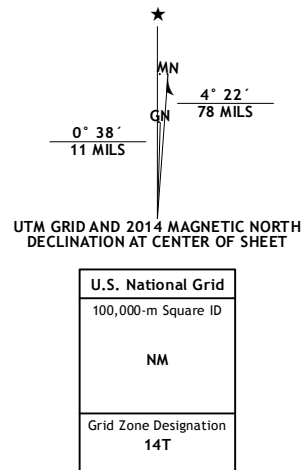 ★
MN
4° 22´
78 MILS
GN
0° 38´
11 MILS
UTM GRID AND 2014 MAGNETIC NORTH
DECLINATION AT CENTER OF SHEET
U.S. National Grid
100,000-m Square ID
NM
Grid Zone Designation
14T